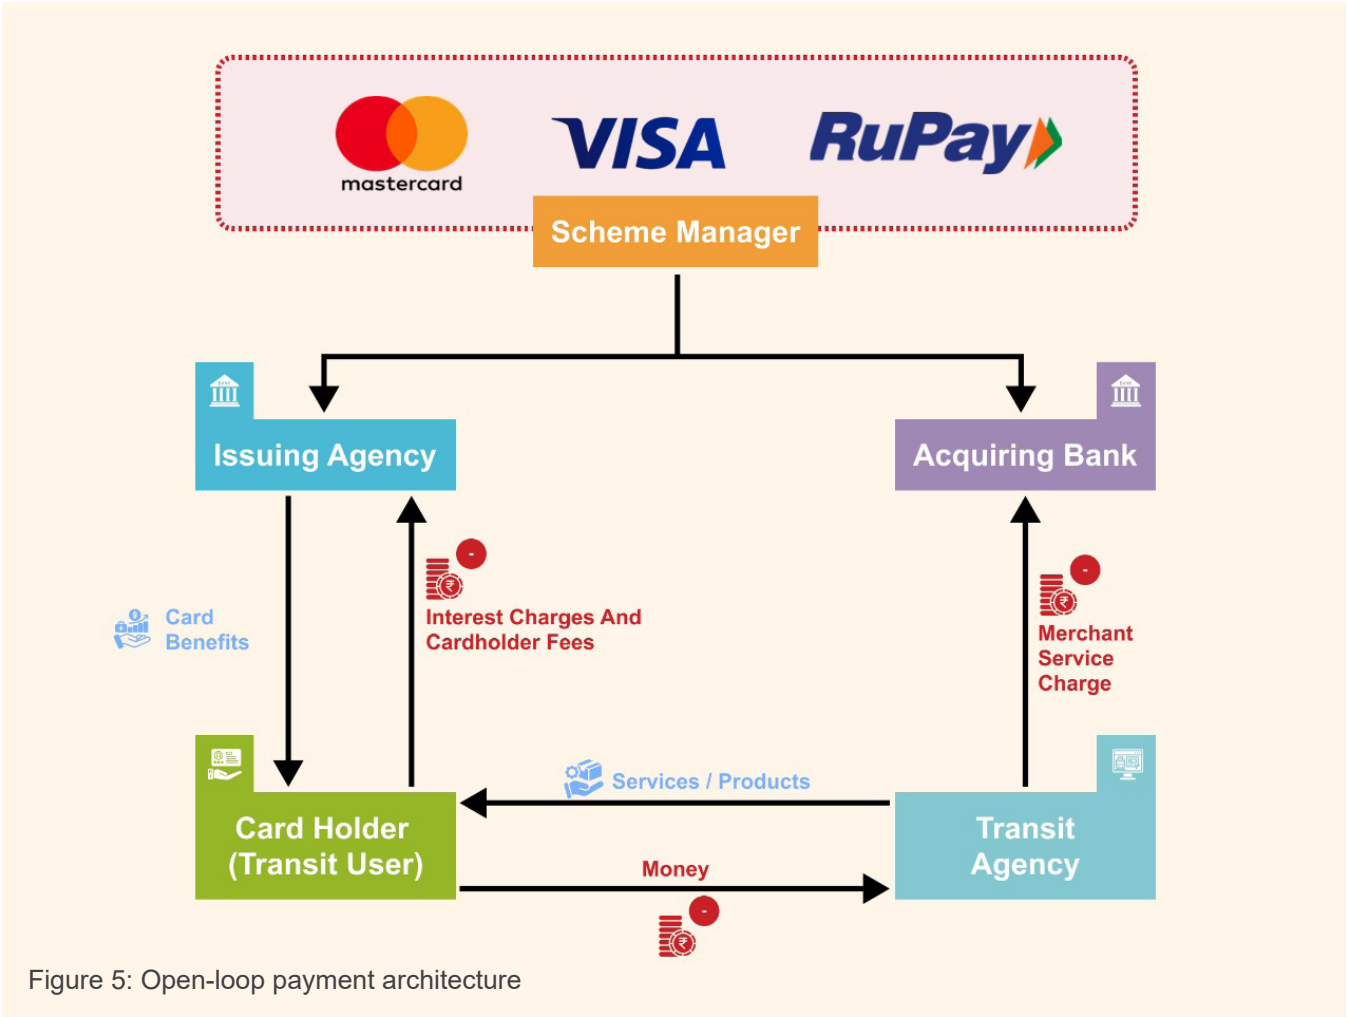 mastercard
VISA
RuPay
Scheme Manager
Issuing Agency
Acquiring Bank
Card
Benefits
Interest Charges And
Cardholder Fees
Merchant
Service
Charge
Services / Products
Card Holder
(Transit User)
Transit
Agency
Money
Figure 5: Open-loop payment architecture